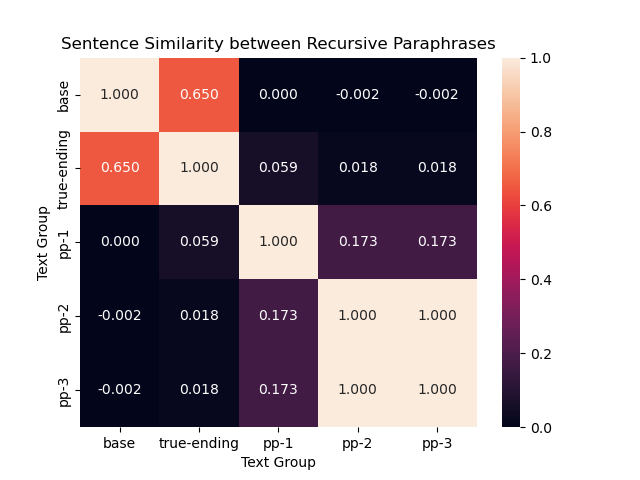 Sentence Similarity between Recursive Paraphrases
base 1.000 0.650 0.000 -0.002 -0.002
true-ending 0.650 1.000 0.059 0.018 0.018
pp-1 0.000 0.059 1.000 0.173 0.173
pp-2 -0.002 0.018 0.173 1.000 1.000
pp-3 -0.002 0.018 0.173 1.000 1.000
Text Group
base true-ending pp-1 pp-2 pp-3
Text Group
1.0
0.8
0.6
0.4
0.2
0.0